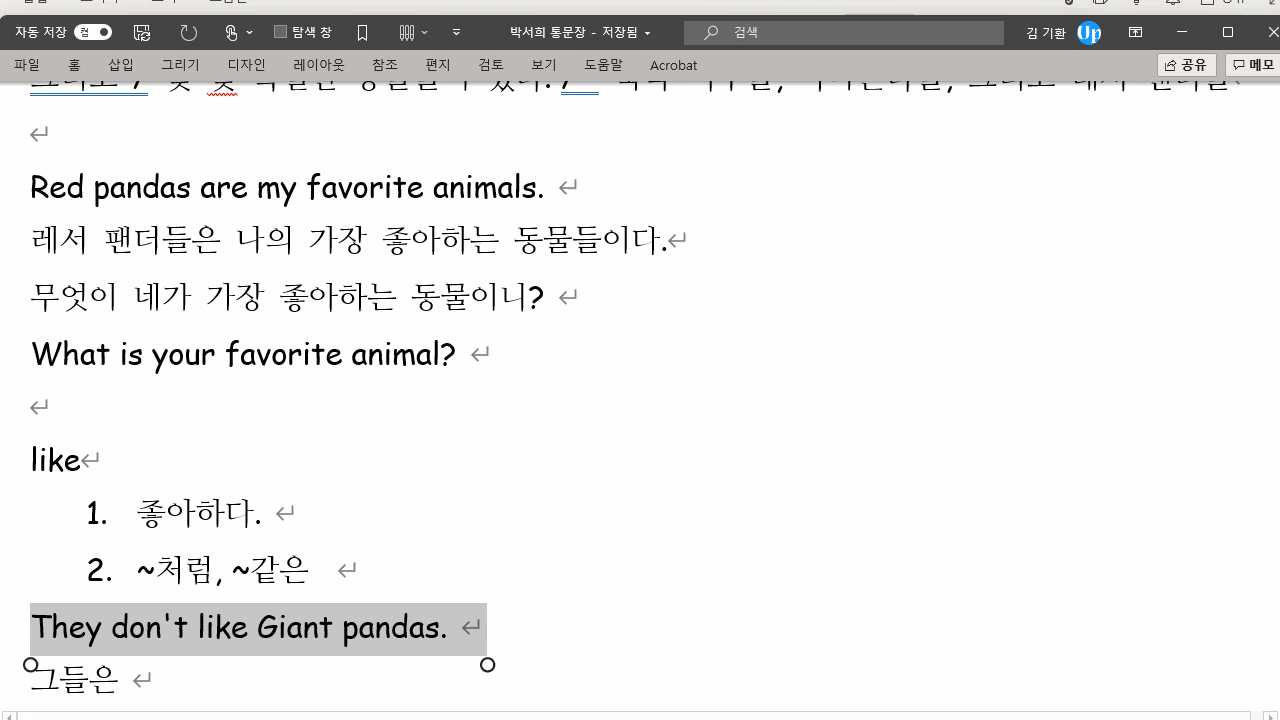 자동 저장 컴 탐색 창 박서희 통문장 - 저장됨 검색 김 기환 Up
파일 홈 삽입 그리기 디자인 레이아웃 참조 편지 검토 보기 도움말 Acrobat 공유 메모
Red pandas are my favorite animals.
레서 팬더들은 나의 가장 좋아하는 동물들이다.
무엇이 네가 가장 좋아하는 동물이니?
What is your favorite animal?
like
1. 좋아하다.
2. ~처럼, ~같은
They don't like Giant pandas.
그들은